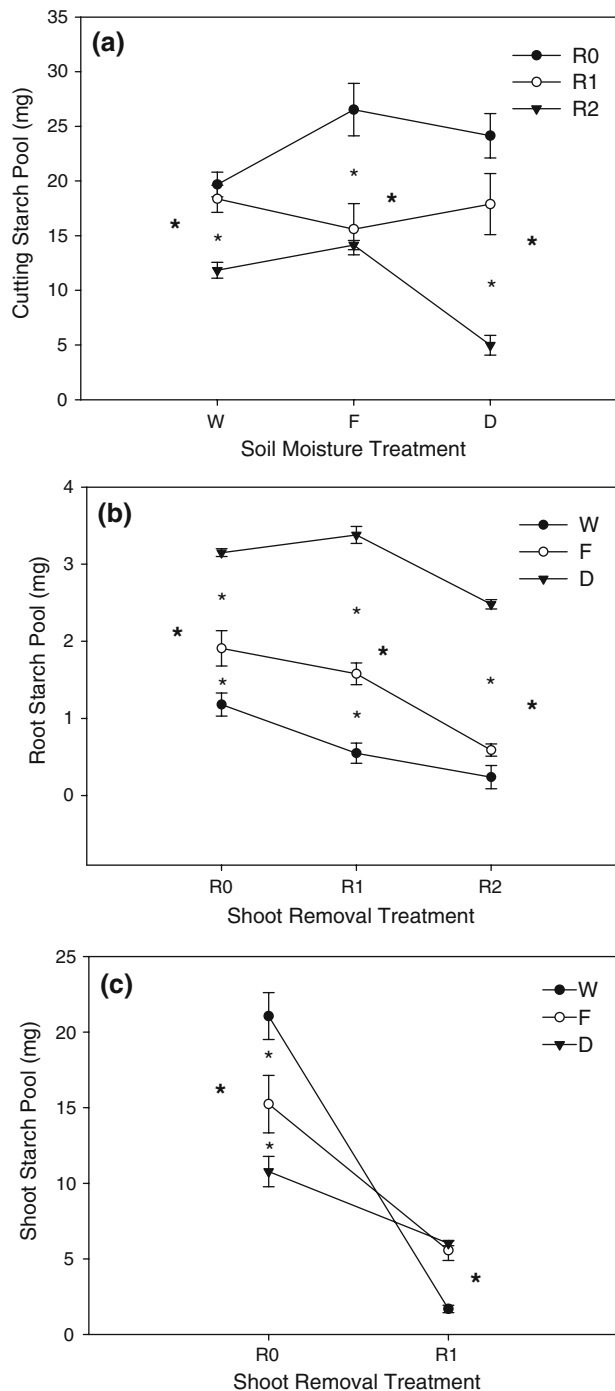 (a)
R0
R1
R2
Cutting Starch Pool (mg)
35
30
25
20
15
10
5
0
*
*
*
*
*
*
W F D
Soil Moisture Treatment
(b)
W
F
D
Root Starch Pool (mg)
4
3
2
1
0
*
*
*
*
*
*
*
*
R0 R1 R2
Shoot Removal Treatment
(c)
W
F
D
Shoot Starch Pool (mg)
25
20
15
10
5
0
*
*
*
*
R0 R1
Shoot Removal Treatment